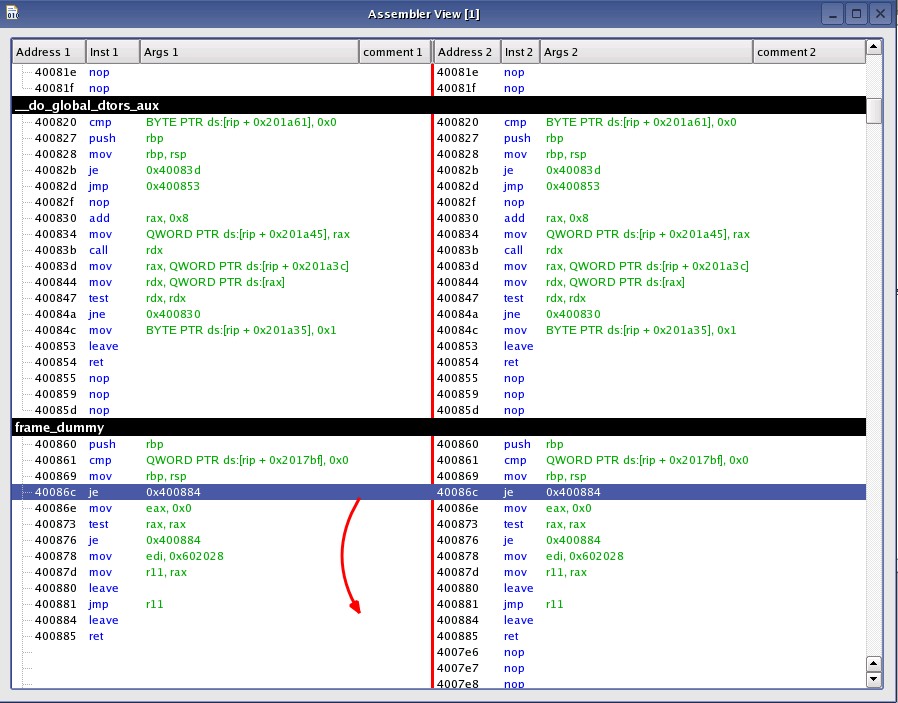 Assembler View [1]
Address 1 Inst 1 Args 1 comment 1 Address 2 Inst 2 Args 2 comment 2
40081e nop 40081e nop
40081f nop 40081f nop
__do_global_dtors_aux
400820 cmp BYTE PTR ds:[rip + 0x201a61], 0x0 400820 cmp BYTE PTR ds:[rip + 0x201a61], 0x0
400827 push rbp 400827 push rbp
400828 mov rbp, rsp 400828 mov rbp, rsp
40082b je 0x40083d 40082b je 0x40083d
40082d jmp 0x400853 40082d jmp 0x400853
40082f nop 40082f nop
400830 add rax, 0x8 400830 add rax, 0x8
400834 mov QWORD PTR ds:[rip + 0x201a45], rax 400834 mov QWORD PTR ds:[rip + 0x201a45], rax
40083b call rdx 40083b call rdx
40083d mov rax, QWORD PTR ds:[rip + 0x201a3c] 40083d mov rax, QWORD PTR ds:[rip + 0x201a3c]
400844 mov rdx, QWORD PTR ds:[rax] 400844 mov rdx, QWORD PTR ds:[rax]
400847 test rdx, rdx 400847 test rdx, rdx
40084a jne 0x400830 40084a jne 0x400830
40084c mov BYTE PTR ds:[rip + 0x201a35], 0x1 40084c mov BYTE PTR ds:[rip + 0x201a35], 0x1
400853 leave 400853 leave
400854 ret 400854 ret
400855 nop 400855 nop
400859 nop 400859 nop
40085d nop 40085d nop
frame_dummy
400860 push rbp 400860 push rbp
400861 cmp QWORD PTR ds:[rip + 0x2017bf], 0x0 400861 cmp QWORD PTR ds:[rip + 0x2017bf], 0x0
400869 mov rbp, rsp 400869 mov rbp, rsp
40086c je 0x400884 40086c je 0x400884
40086e mov eax, 0x0 40086e mov eax, 0x0
400873 test rax, rax 400873 test rax, rax
400876 je 0x400884 400876 je 0x400884
400878 mov edi, 0x602028 400878 mov edi, 0x602028
40087d mov r11, rax 40087d mov r11, rax
400880 leave 400880 leave
400881 jmp r11 400881 jmp r11
400884 leave 400884 leave
400885 ret 400885 ret
4007e6 nop
4007e7 nop
4007e8 nop